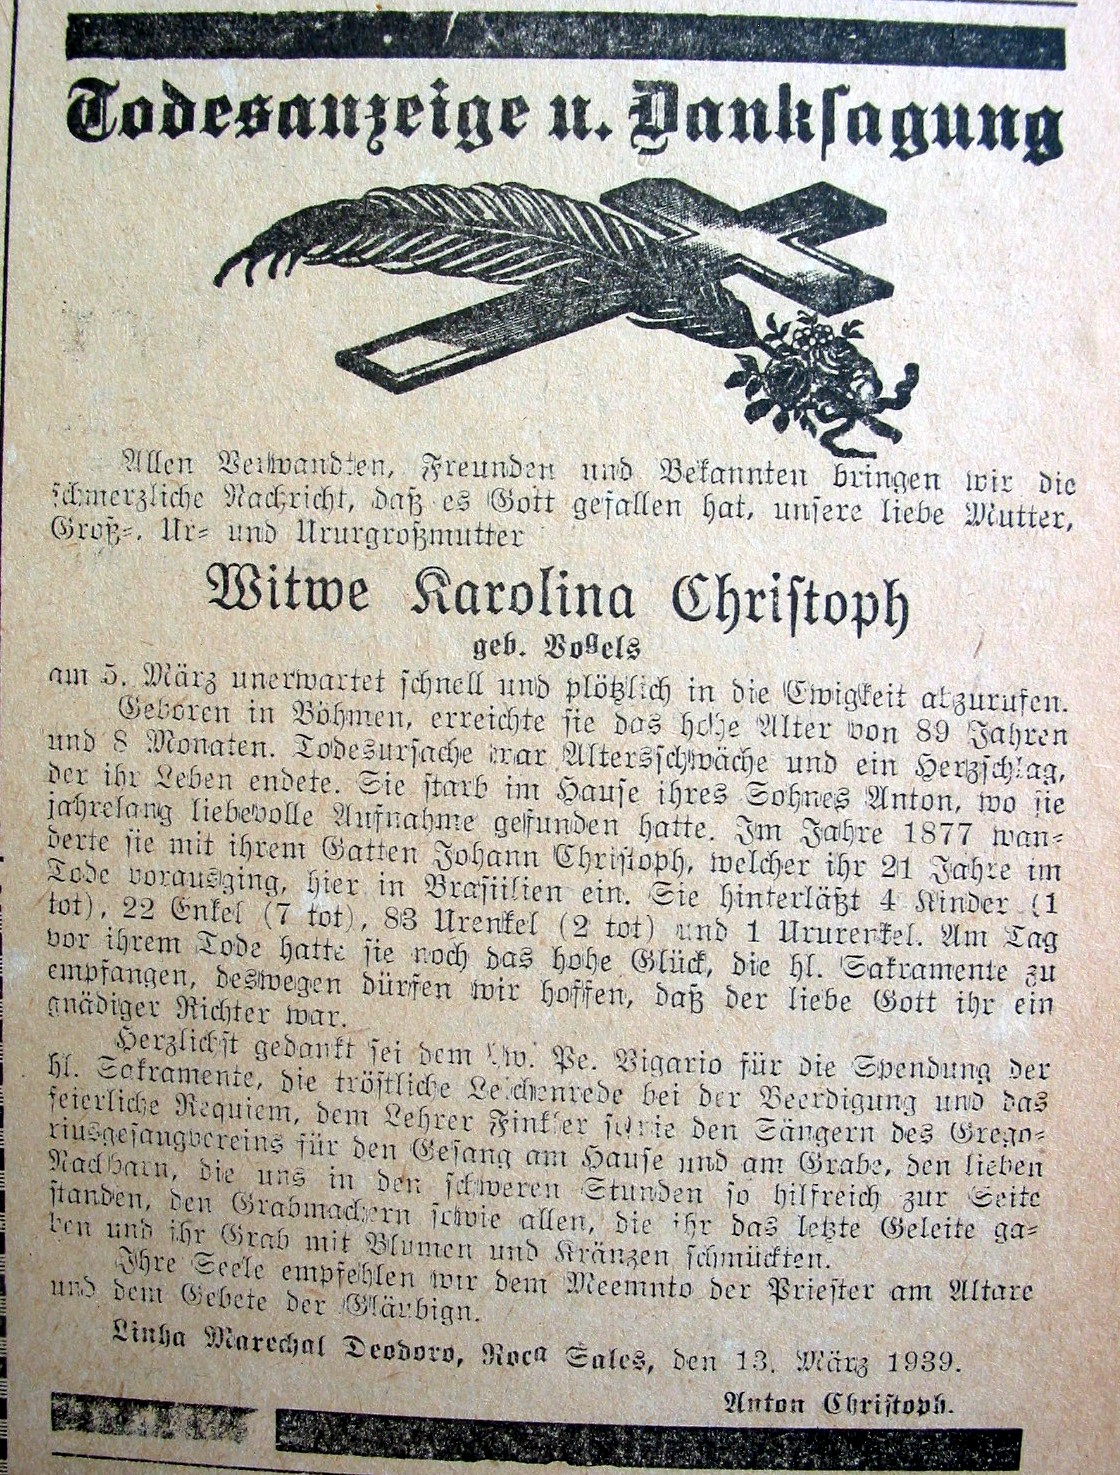 Todesanzeige u. Dankſagung
Allen Verwandten, Freunden und Bekannten bringen wir die
ſchmerzliche Nachricht, daß es Gott gefallen hat, unſere liebe Mutter,
Groß-, Ur- und Ururgroßmutter
Witwe Karolina Chriſtoph
geb. Vogels
am 5. März unerwartet ſchnell und plötzlich in die Ewigkeit abzurufen.
Geboren in Böhmen, erreichte ſie das hohe Alter von 89 Jahren
und 8 Monaten. Todesurſache war Altersſchwäche und ein Herzſchlag,
der ihr Leben endete. Sie ſtarb im Hauſe ihres Sohnes Anton, wo ſie
jahrelang liebevolle Aufnahme gefunden hatte. Im Jahre 1877 wan-
derte ſie mit ihrem Gatten Johann Chriſtoph, welcher ihr 21 Jahre im
Tode vorausging, hier in Braſiilien ein. Sie hinterläßt 4 Kinder (1
tot), 22 Enkel (7 tot), 83 Urenkel (2 tot) und 1 Ururenkel. Am Tag
vor ihrem Tode hatte ſie noch das hohe Glück, die hl. Sakramente zu
empfangen, deswegen dürfen wir hoffen, daß der liebe Gott ihr ein
gnädiger Richter war.
Herzlichſt gedankt ſei dem Hw. Pe. Vigario für die Spendung der
hl. Sakramente, die tröſtliche Leichenrede bei der Beerdigung und das
feierliche Requiem, dem Lehrer Finkler ſowie den Sängern des Grego-
riusgeſangvereins für den Geſang am Hauſe und am Grabe, den lieben
Nachbarn, die uns in den ſchweren Stunden ſo hilfreich zur Seite
ſtanden, den Grabmachern ſowie allen, die ihr das letzte Geleite ga-
ben und ihr Grab mit Blumen und Kränzen ſchmückten.
Ihre Seele empfehlen wir dem Meemnto der Prieſter am Altare
und dem Gebete der Gläubign.
Linha Marechal Deodoro, Roca Sales, den 13. März 1939.
Anton Chriſtoph.